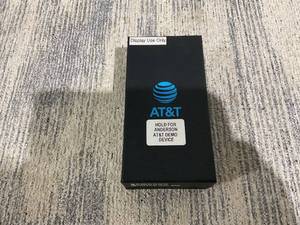 Display Use Only
AT&T
HOLD FOR
ANDERSON
AT&T DEMO
DEVICE